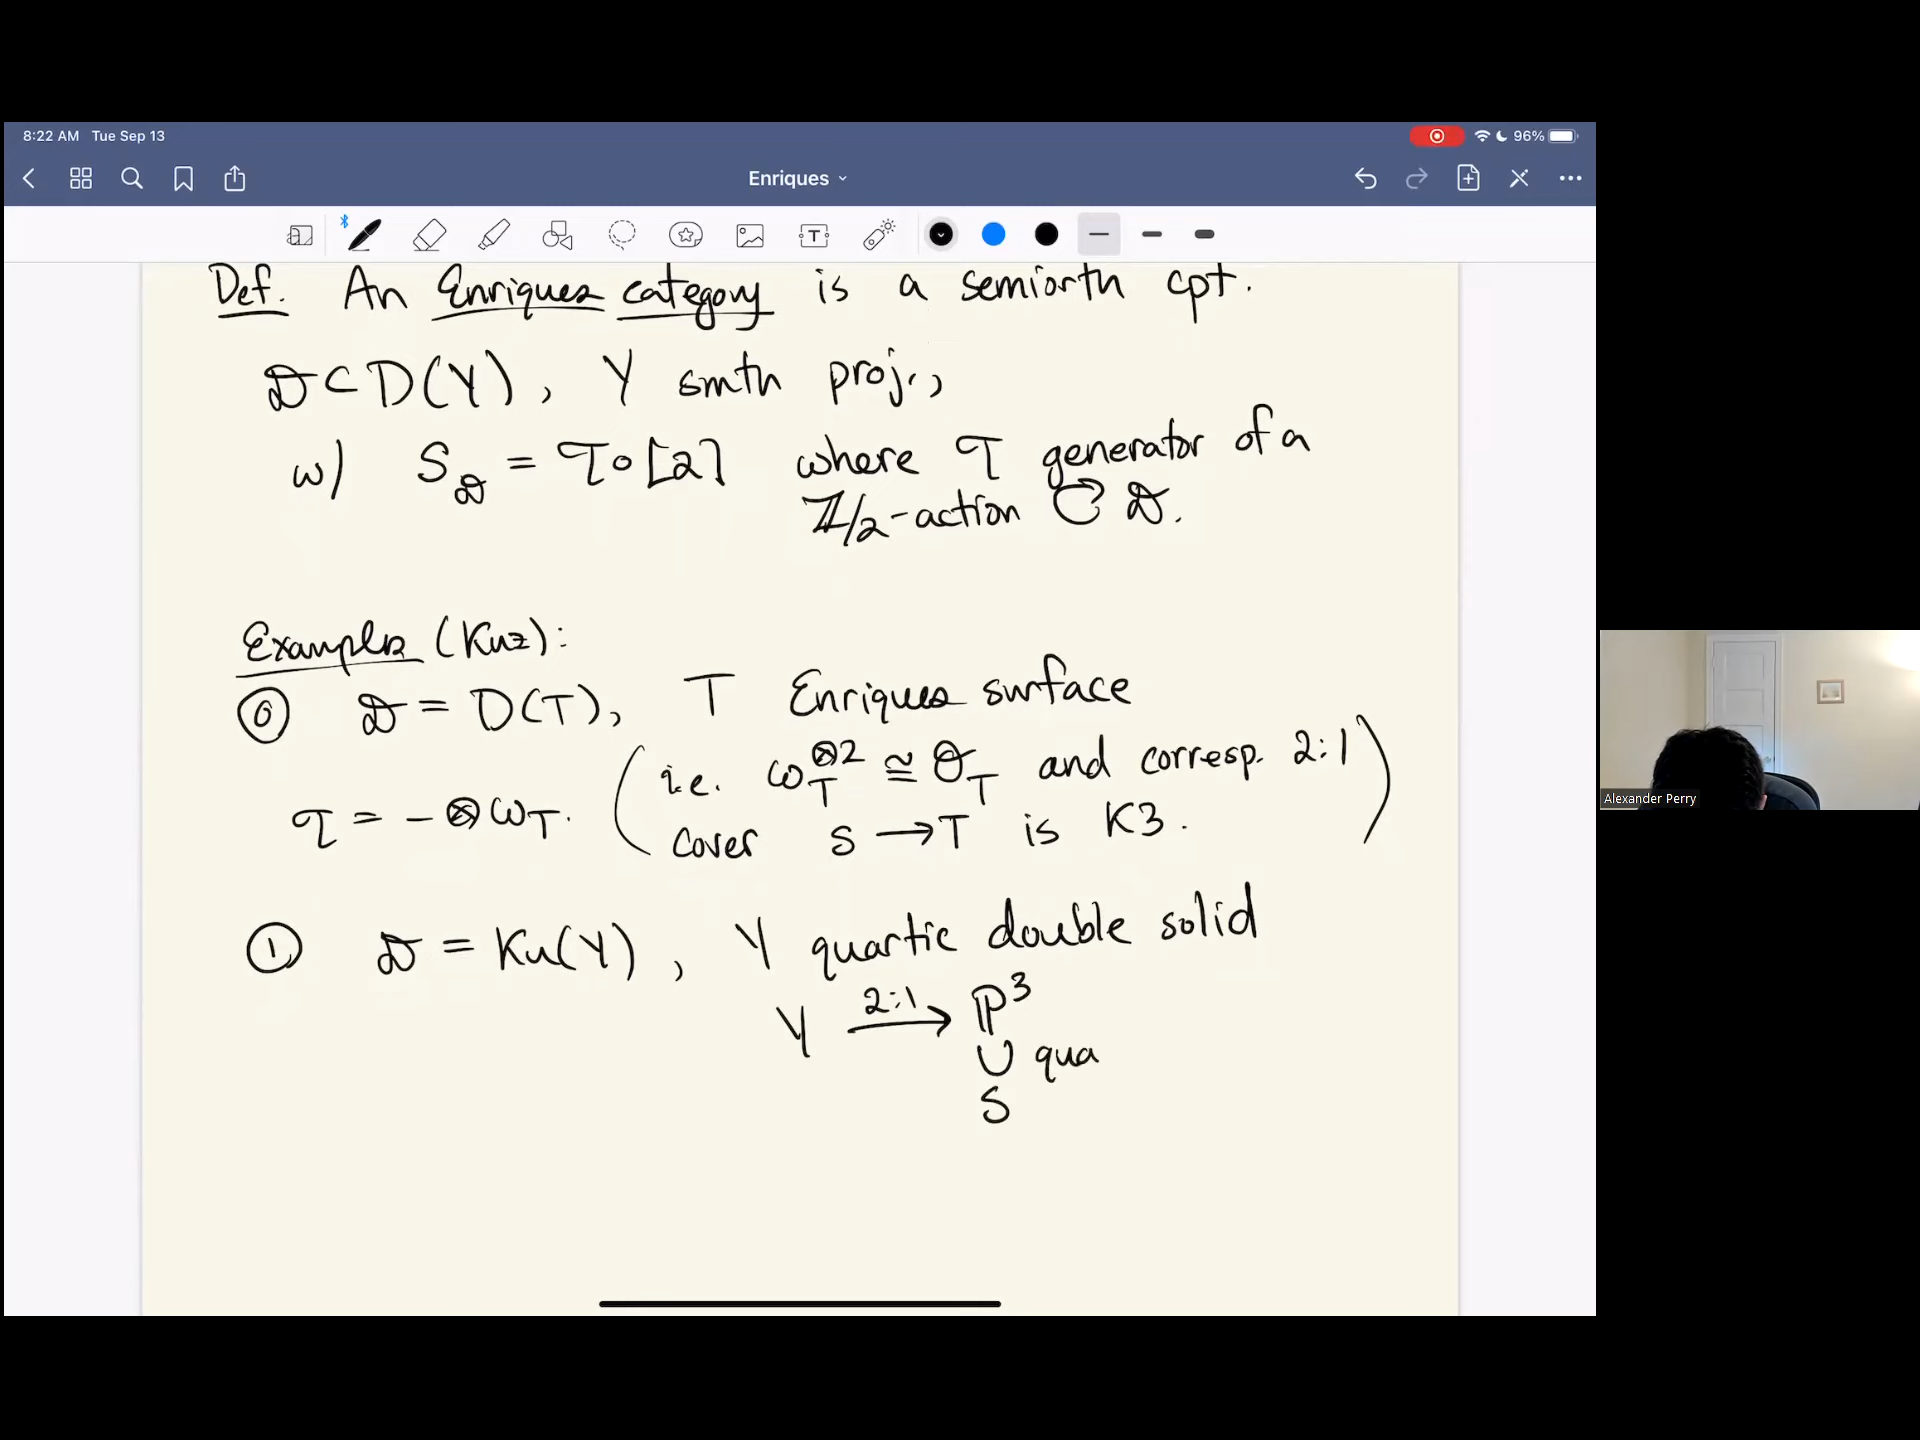 8:22 AM Tue Sep 13
96%
Enriques
Def. An Enriques category is a semiorth cpt.
𝒟 ⊂ D(Y), Y smth proj.,
w/ S_𝒟 = τ∘[2] where τ generator of a
ℤ/2-action ↻ 𝒟.
Examples (Kuz):
⓪ 𝒟 = D(T), T Enriques surface
(i.e. ω_T^{⊗2} ≅ 𝒪_T and corresp. 2:1
τ = - ⊗ ω_T. cover S → T is K3.)
① 𝒟 = Ku(Y), Y quartic double solid
Y 2:1→ ℙ³
∪ qua
S
Alexander Perry